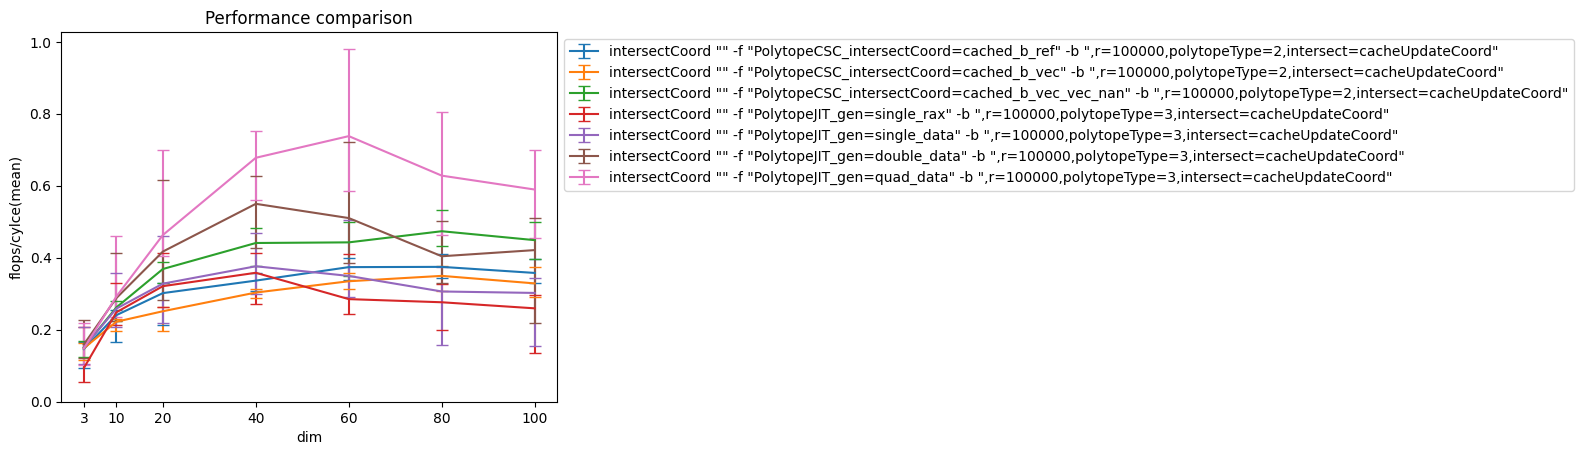 Performance comparison
1.0
0.8
0.6
0.4
0.2
0.0
flops/cylce(mean)
3 10 20 40 60 80 100
dim
intersectCoord "" -f "PolytopeCSC_intersectCoord=cached_b_ref" -b ",r=100000,polytopeType=2,intersect=cacheUpdateCoord"
intersectCoord "" -f "PolytopeCSC_intersectCoord=cached_b_vec" -b ",r=100000,polytopeType=2,intersect=cacheUpdateCoord"
intersectCoord "" -f "PolytopeCSC_intersectCoord=cached_b_vec_vec_nan" -b ",r=100000,polytopeType=2,intersect=cacheUpdateCoord"
intersectCoord "" -f "PolytopeJIT_gen=single_rax" -b ",r=100000,polytopeType=3,intersect=cacheUpdateCoord"
intersectCoord "" -f "PolytopeJIT_gen=single_data" -b ",r=100000,polytopeType=3,intersect=cacheUpdateCoord"
intersectCoord "" -f "PolytopeJIT_gen=double_data" -b ",r=100000,polytopeType=3,intersect=cacheUpdateCoord"
intersectCoord "" -f "PolytopeJIT_gen=quad_data" -b ",r=100000,polytopeType=3,intersect=cacheUpdateCoord"